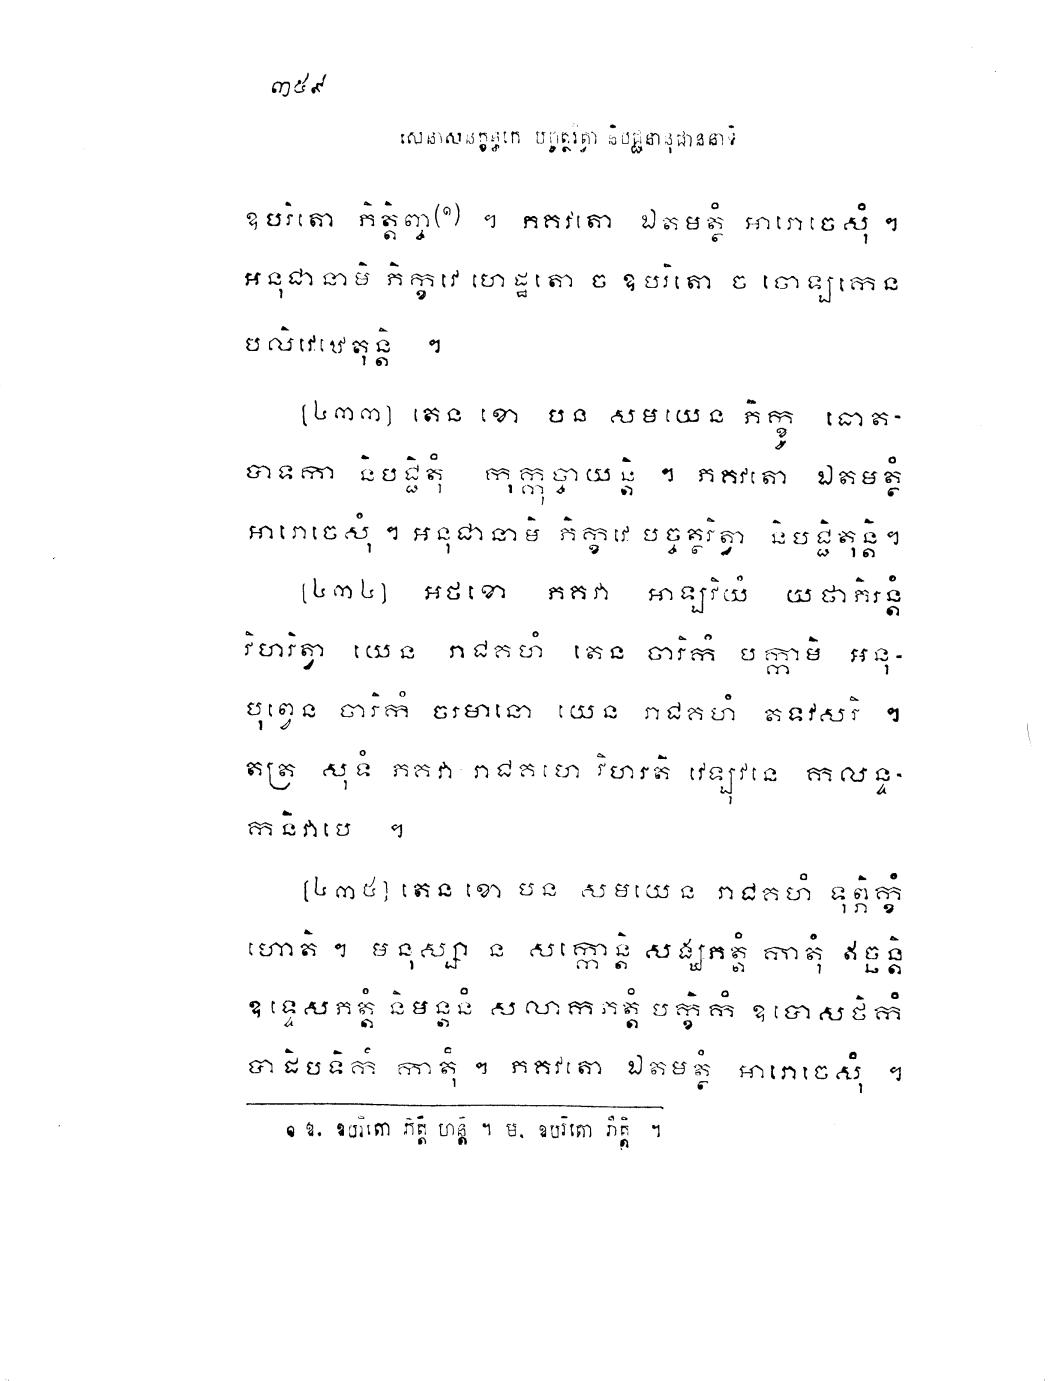 ៣៥៩
សេនាសនក្ខន្ធកេ បច្ចត្ថរិត្វា និបជ្ជនានុជាននាទិ
ឧបរិតោ ភិត្តិញ្ច(១) ។ ភគវតោ ឯតមត្ថំ អារោចេសុំ ។
អនុជានាមិ ភិក្ខវេ ហេដ្ឋតោ ច ឧបរិតោ ច ចោឡកេន
បលិវេឋេតុន្តិ ។
[៤៣៣] តេន ខោ បន សមយេន ភិក្ខូ ធោត-
បាទកា និបជ្ជិតុំ កុក្កុច្ចាយន្តិ ។ ភគវតោ ឯតមត្ថំ
អារោចេសុំ ។ អនុជានាមិ ភិក្ខវេ បច្ចត្ថរិត្វា និបជ្ជិតុន្តិ។
[៤៣៤] អថខោ ភគវា អាឡវិយំ យថាភិរន្តំ
វិហរិត្វា យេន រាជគហំ តេន ចារិកំ បក្កាមិ អនុ-
បុព្វេន ចារិកំ ចរមានោ យេន រាជគហំ តទវសរិ ។
តត្រ សុទំ ភគវា រាជគហេ វិហរតិ វេឡុវនេ កលន្ទ-
កនិវាបេ ។
[៤៣៥] តេន ខោ បន សមយេន រាជគហំ ទុព្ភិក្ខំ
ហោតិ ។ មនុស្សា ន សក្កោន្តិ សង្ឃភត្តំ កាតុំ ឥច្ឆន្តិ
ឧទ្ទេសភត្តំ និមន្តនំ សលាកភត្តំ បក្ខិកំ ឧបោសថិកំ
បាដិបទិកំ កាតុំ ។ ភគវតោ ឯតមត្ថំ អារោចេសុំ ។
១ ឱ. ឧបរិតោ ភិត្តិ ហន្តិ ។ ម. ឧបរិតោ